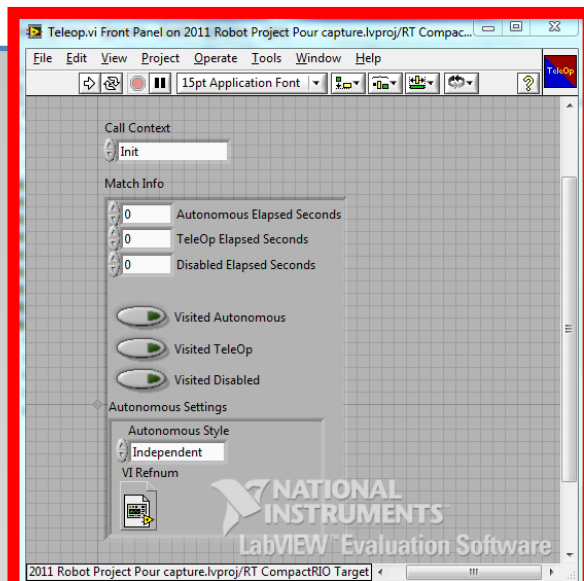 Teleop.vi Front Panel on 2011 Robot Project Pour capture.lvproj/RT Compac...
File Edit View Project Operate Tools Window Help
15pt Application Font
TeleOp
Call Context
Init
Match Info
0 Autonomous Elapsed Seconds
0 TeleOp Elapsed Seconds
0 Disabled Elapsed Seconds
Visited Autonomous
Visited TeleOp
Visited Disabled
Autonomous Settings
Autonomous Style
Independent
VI Refnum
NATIONAL
INSTRUMENTS
LabVIEW Evaluation Software
2011 Robot Project Pour capture.lvproj/RT CompactRIO Target